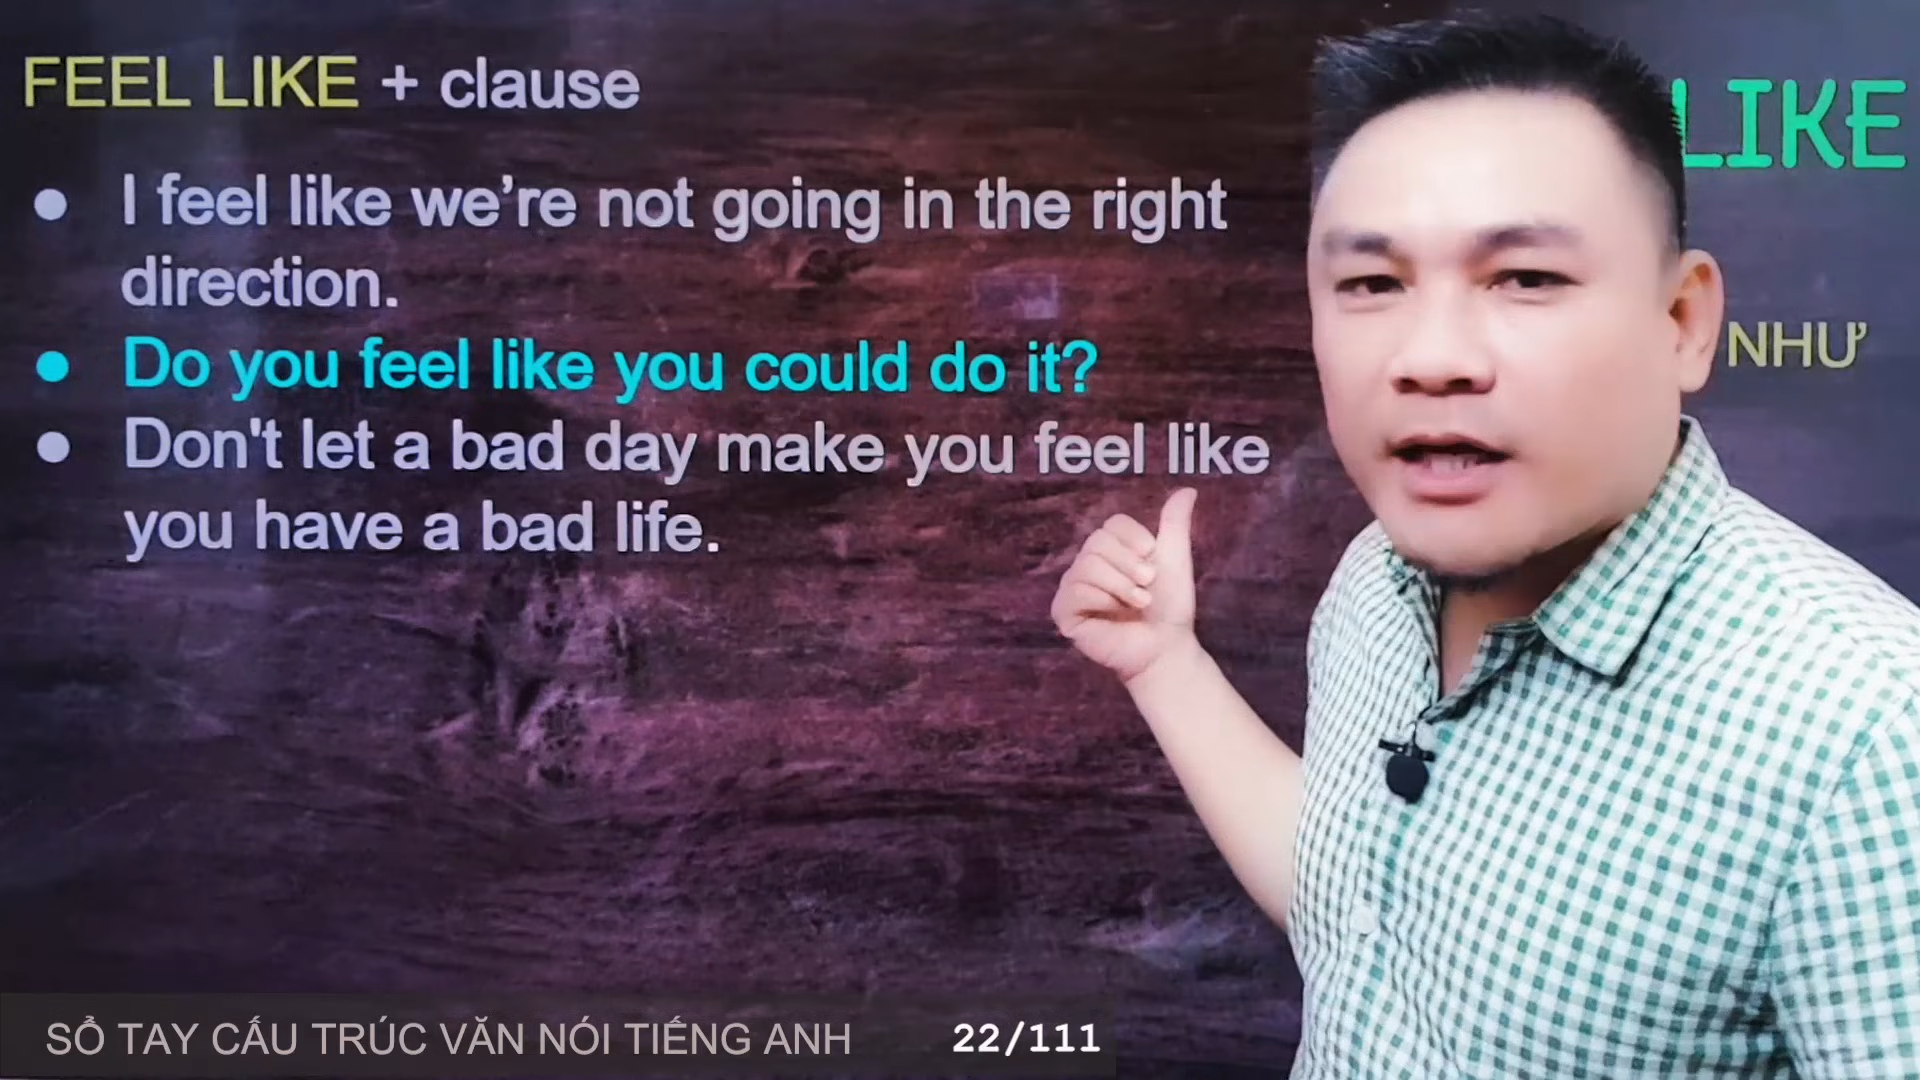 FEEL LIKE + clause
LIKE
● I feel like we’re not going in the right
direction.
● Do you feel like you could do it?
NHƯ
● Don't let a bad day make you feel like
you have a bad life.
SỔ TAY CẤU TRÚC VĂN NÓI TIẾNG ANH 22/111